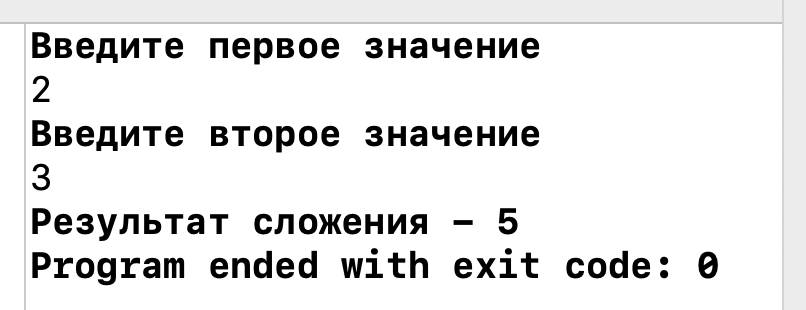 Введите первое значение
2
Введите второе значение
3
Результат сложения – 5
Program ended with exit code: 0